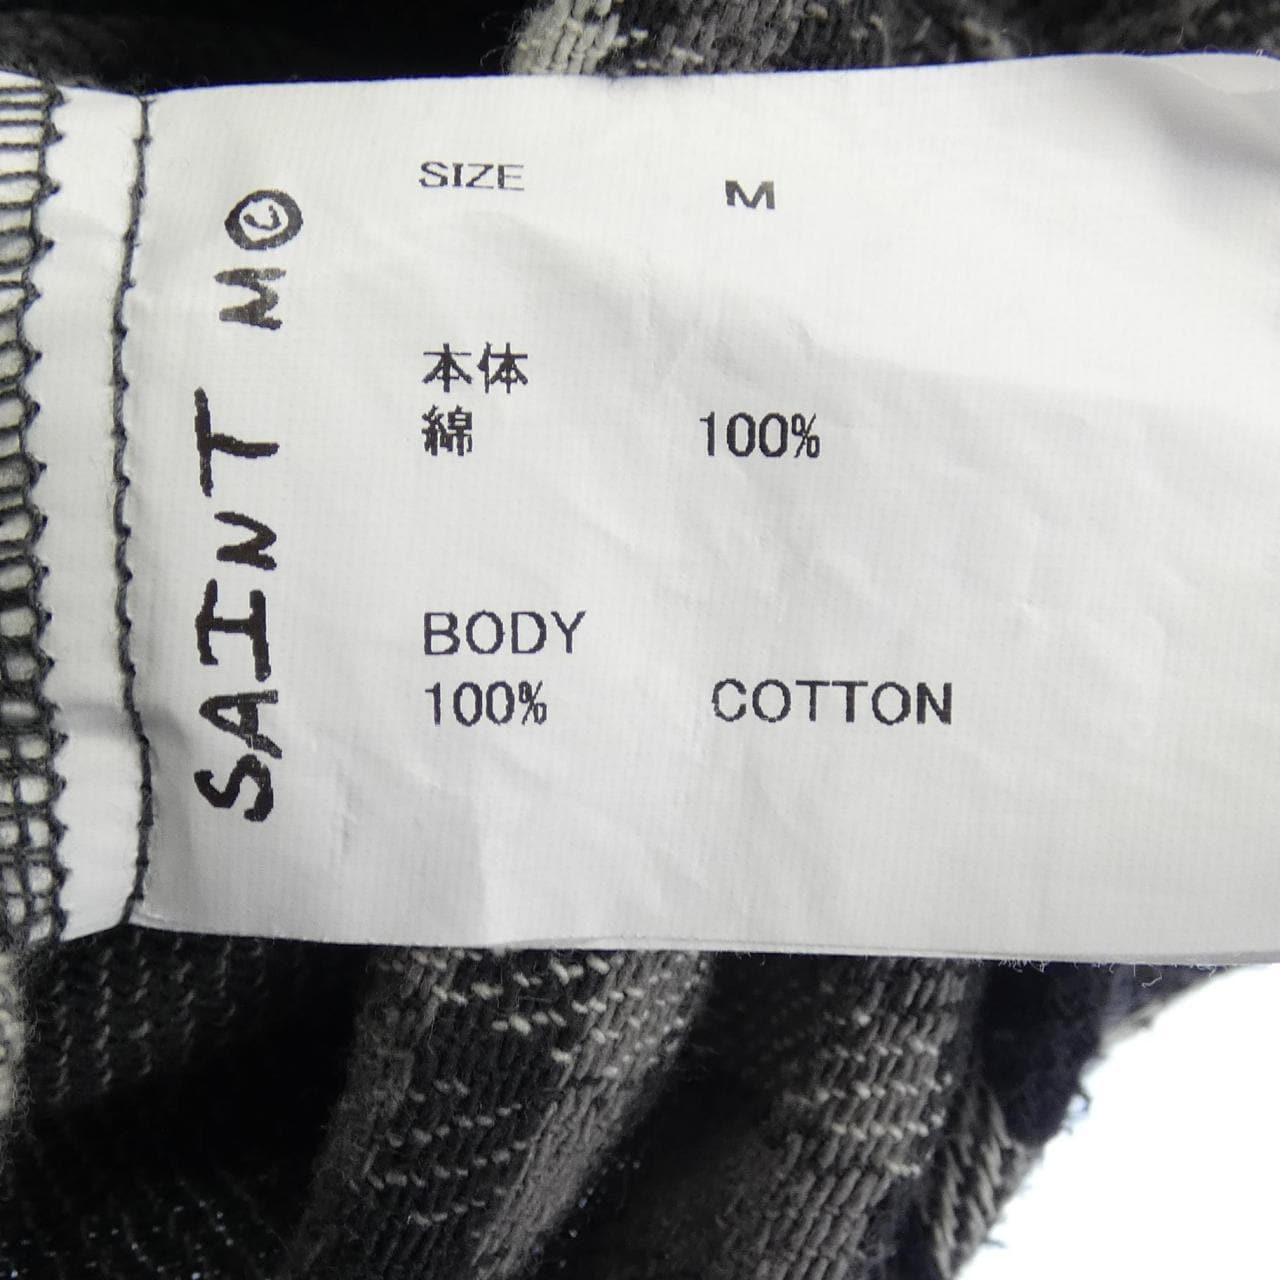 SAINT M©
SIZE M
本体
綿 100%
BODY
100% COTTON